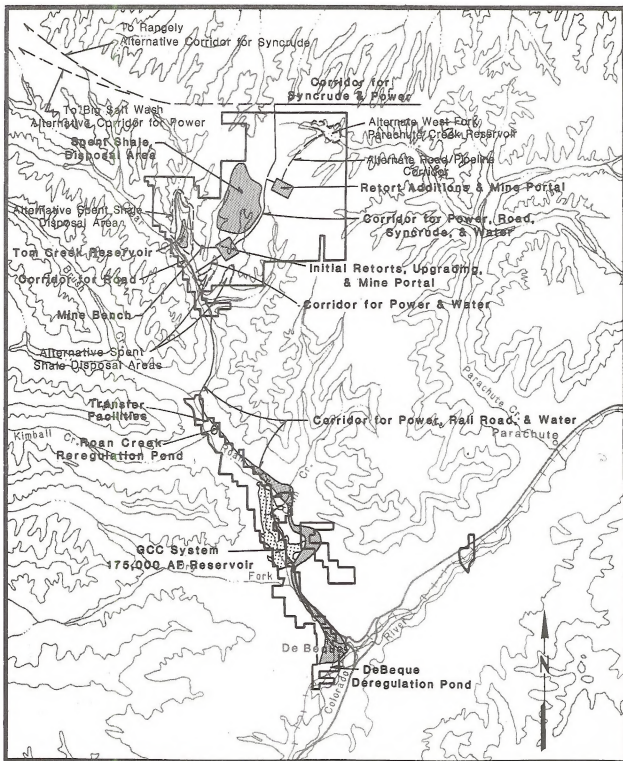 To Rangely
Alternative Corridor for Syncrude
Corridor for
Syncrude & Power
To Big Salt Wash
Alternative Corridor for Power
Alternate West Fork
Parachute Creek Reservoir
Spent Shale
Disposal Area
Alternate Road/Pipeline
Corridor
Retort Additions & Mine Portal
Alternative Spent Shale
Disposal Area
Corridor for Power, Road,
Syncrude, & Water
Tom Creek Reservoir
Corridor for Road
Initial Retorts, Upgrading,
& Mine Portal
Mine Bench
Corridor for Power & Water
Cr.
Alternative Spent
Shale Disposal Areas
Parachute Cr.
Transfer
Facilities
Corridor for Power, Rail Road, & Water
Parachute
Kimball
Cr.
Roan Creek
Reregulation Pond
Roan
Cr.
GCC System
175,000 AF Reservoir
Fork
De Beque
River
Colorado
DeBeque
Deregulation Pond
N